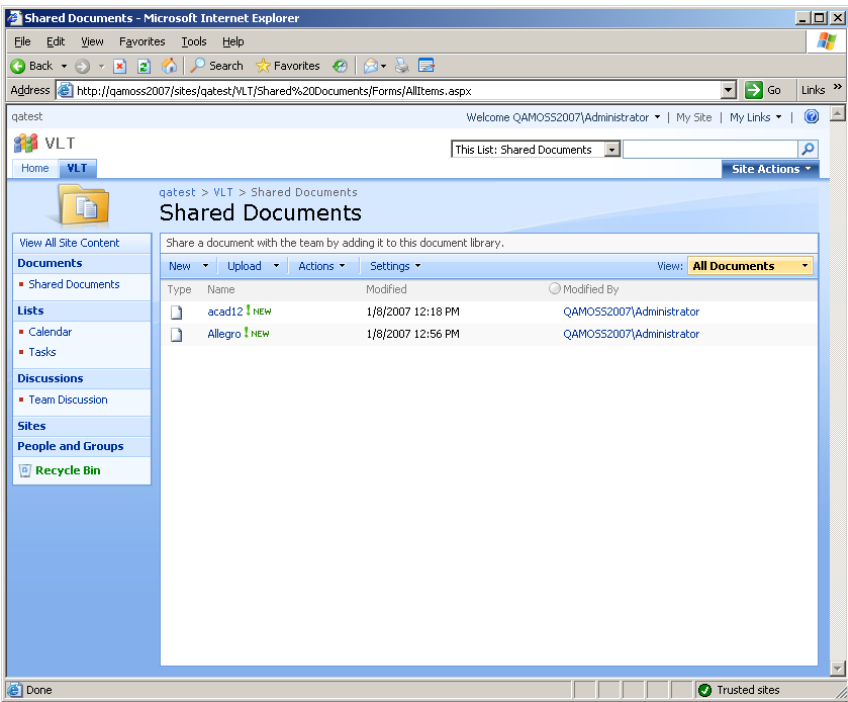 Shared Documents - Microsoft Internet Explorer
File Edit View Favorites Tools Help
Back Search Favorites
Address http://qamoss2007/sites/qatest/VLT/Shared%20Documents/Forms/AllItems.aspx Go Links »
qatest Welcome QAMOSS2007\Administrator | My Site | My Links |
VLT This List: Shared Documents
Home VLT Site Actions
qatest > VLT > Shared Documents
Shared Documents
View All Site Content Share a document with the team by adding it to this document library.
Documents New Upload Actions Settings View: All Documents
Shared Documents Type Name Modified Modified By
Lists acad12 ! NEW 1/8/2007 12:18 PM QAMOSS2007\Administrator
Calendar Allegro ! NEW 1/8/2007 12:56 PM QAMOSS2007\Administrator
Tasks
Discussions
Team Discussion
Sites
People and Groups
Recycle Bin
Done Trusted sites